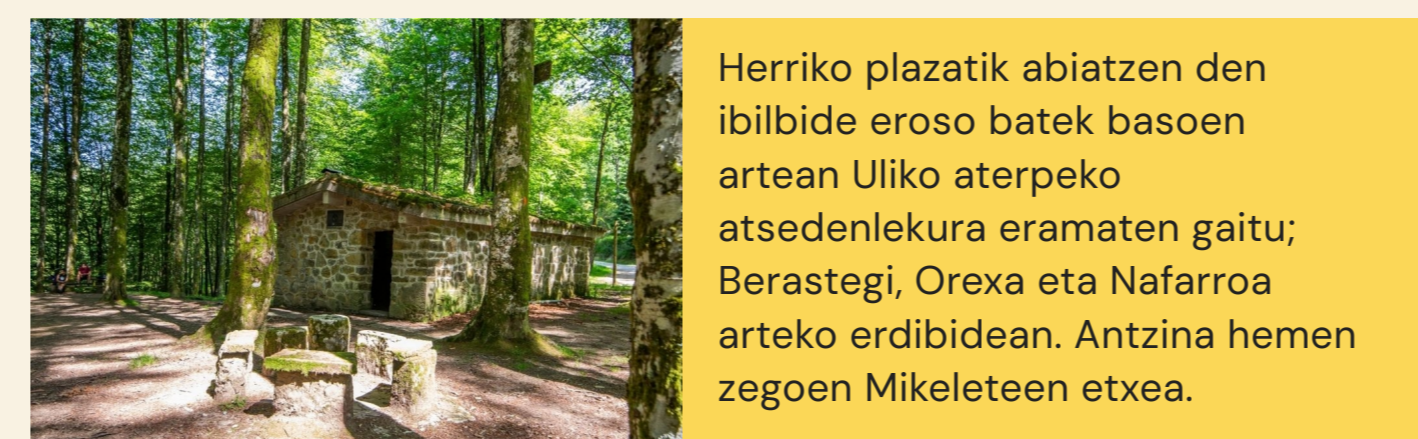 Herriko plazatik abiatzen den
ibilbide eroso batek basoen
artean Uliko aterpeko
atsedenlekura eramaten gaitu;
Berastegi, Orexa eta Nafarroa
arteko erdibidean. Antzina hemen
zegoen Mikeleteen etxea.